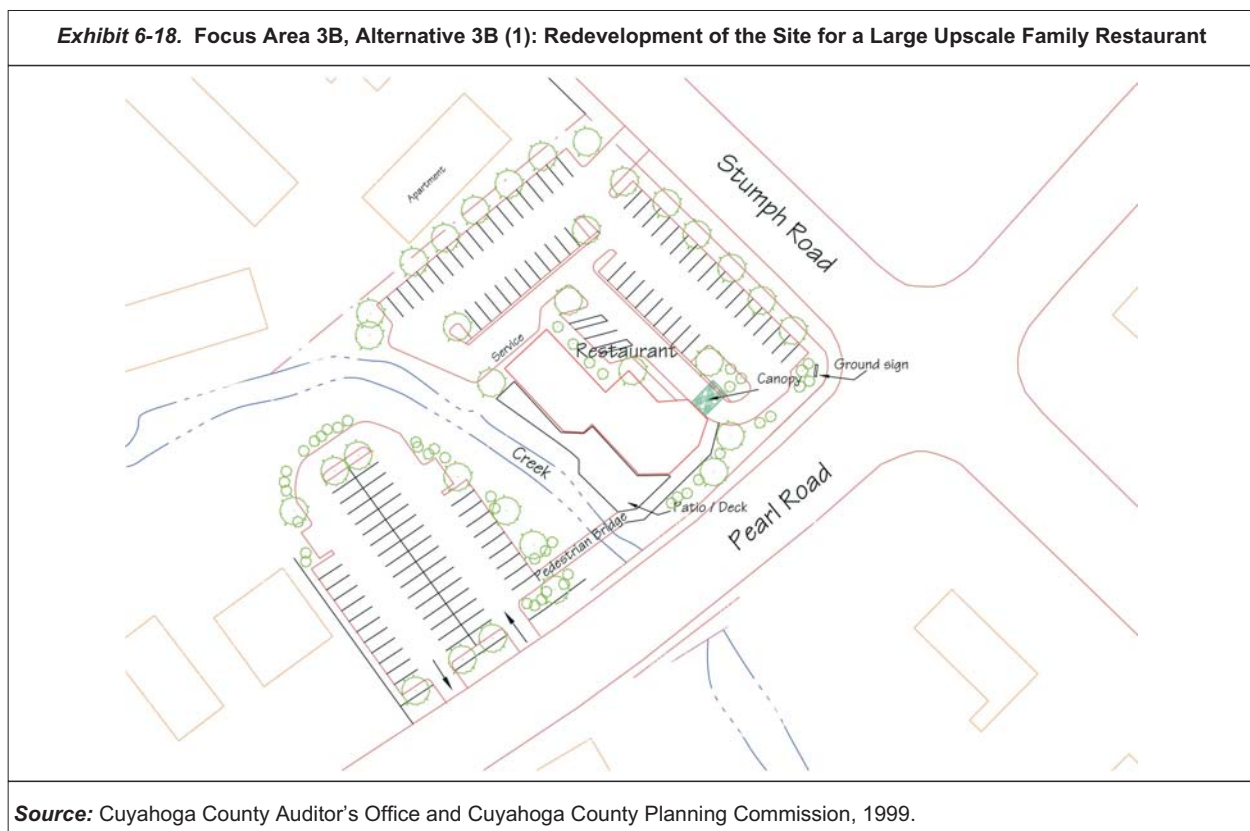 Exhibit 6-18. Focus Area 3B, Alternative 3B (1): Redevelopment of the Site for a Large Upscale Family Restaurant
Apartment
Stumph Road
Service
Restaurant
Ground sign
Canopy
Creek
Patio / Deck
Pearl Road
Pedestrian Bridge
Source: Cuyahoga County Auditor's Office and Cuyahoga County Planning Commission, 1999.